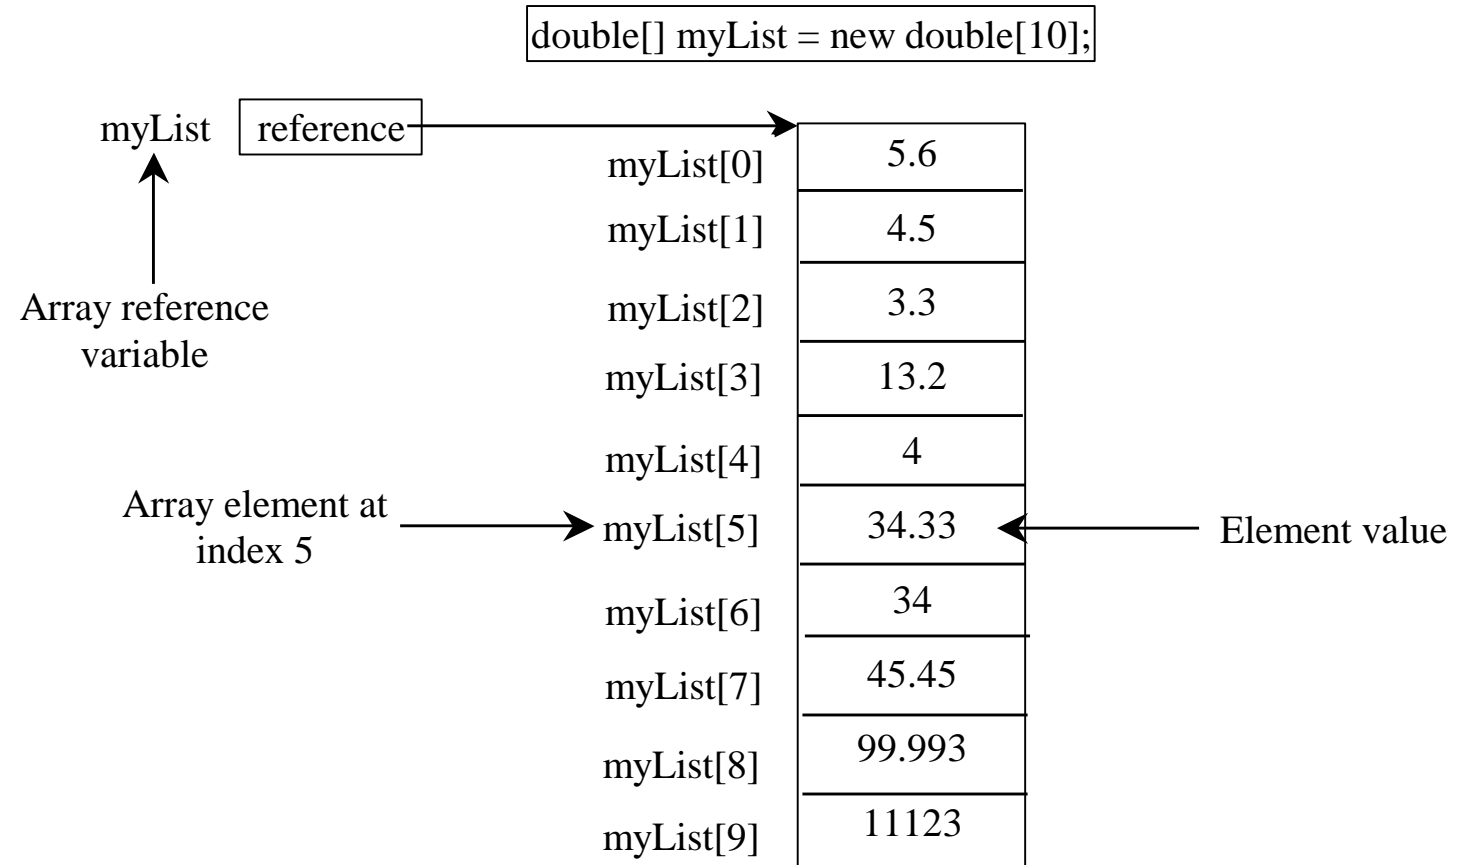 double[] myList = new double[10];
myList reference
myList[0] 5.6
myList[1] 4.5
Array reference
variable
myList[2] 3.3
myList[3] 13.2
myList[4] 4
Array element at
index 5
myList[5] 34.33 Element value
myList[6] 34
myList[7] 45.45
myList[8] 99.993
myList[9] 11123